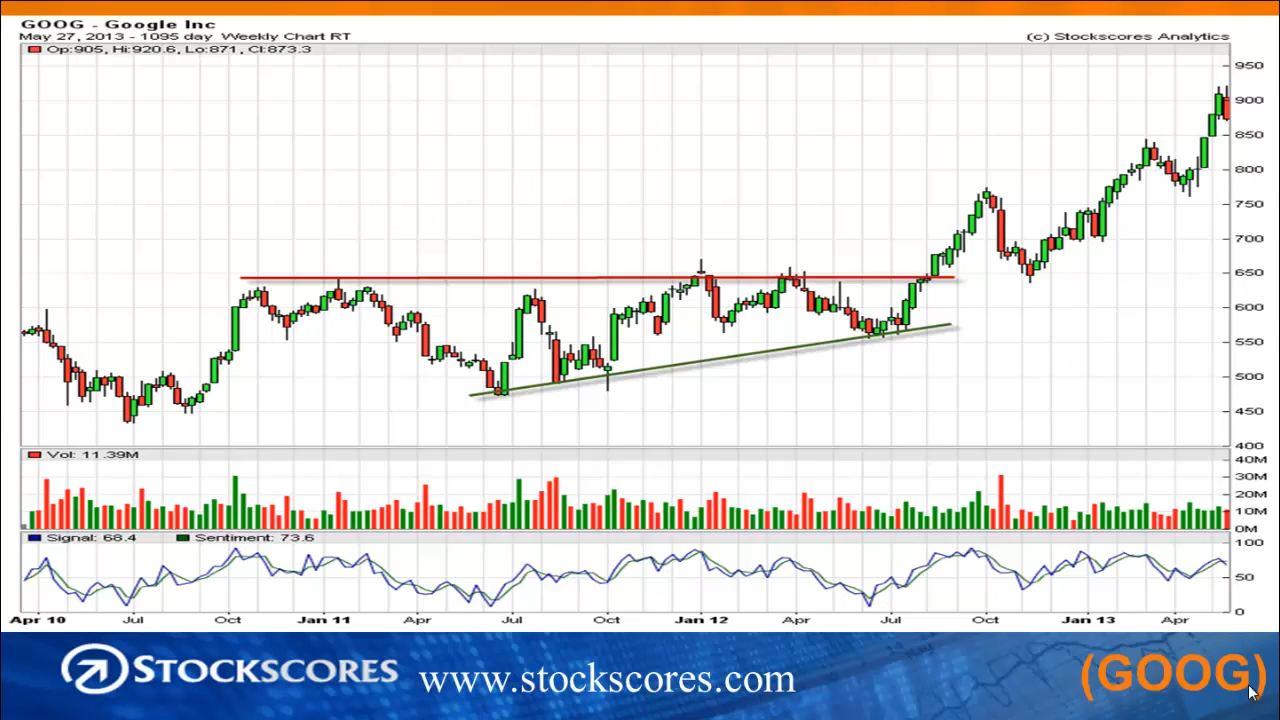 GOOG - Google Inc
May 27, 2013 - 1095 day Weekly Chart RT (c) Stockscores Analytics
Op:905, Hi:920.6, Lo:871, Cl:873.3
950
900
850
800
750
700
650
600
550
500
450
400
Vol: 11.39M
40M
30M
20M
10M
0M
Signal: 68.4 Sentiment: 73.6
100
50
0
Apr 10 Jul Oct Jan 11 Apr Jul Oct Jan 12 Apr Jul Oct Jan 13 Apr
STOCKSCORES www.stockscores.com (GOOG)